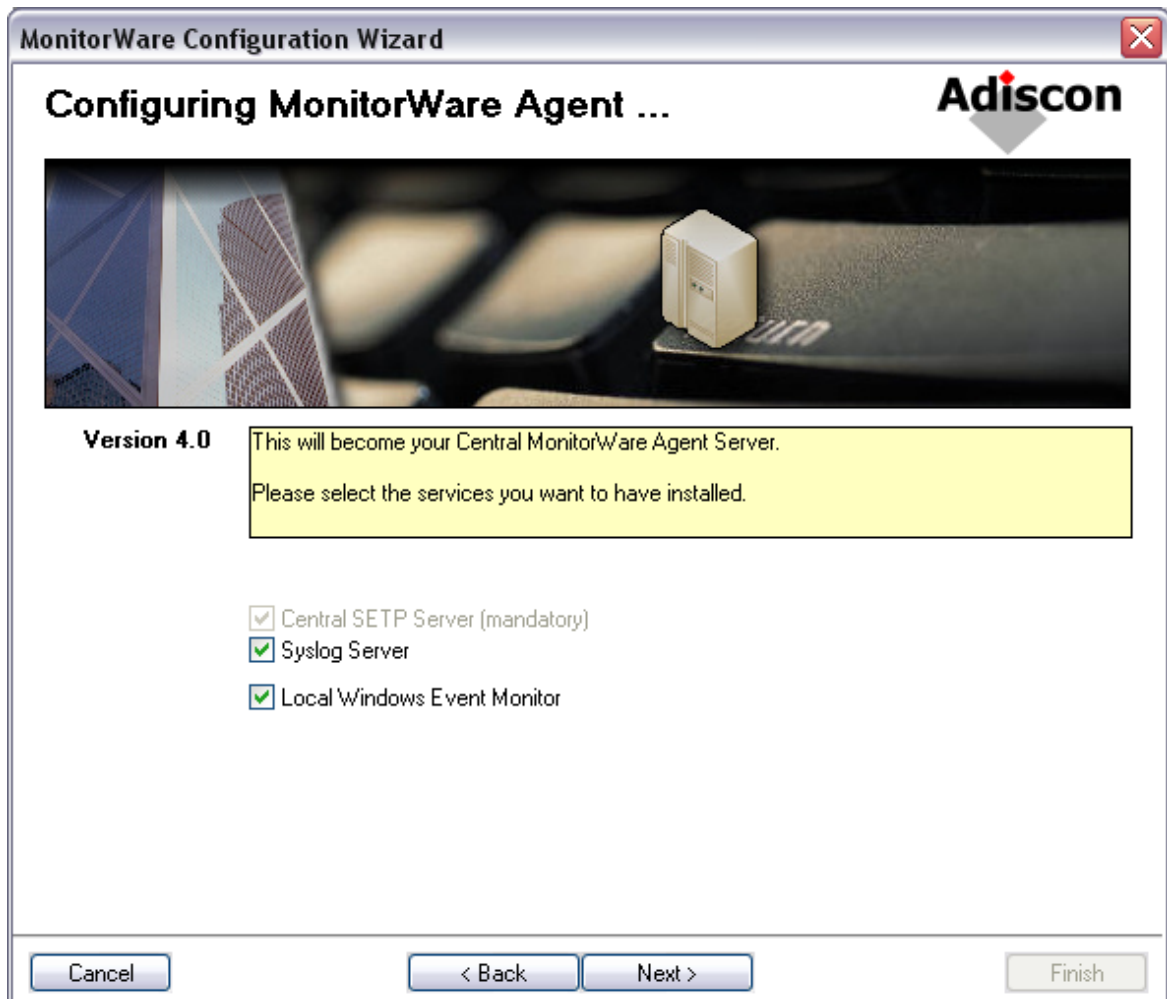 MonitorWare Configuration Wizard
Configuring MonitorWare Agent ...
Adiscon
Version 4.0
This will become your Central MonitorWare Agent Server.
Please select the services you want to have installed.
Central SETP Server (mandatory)
Syslog Server
Local Windows Event Monitor
Cancel
< Back
Next >
Finish